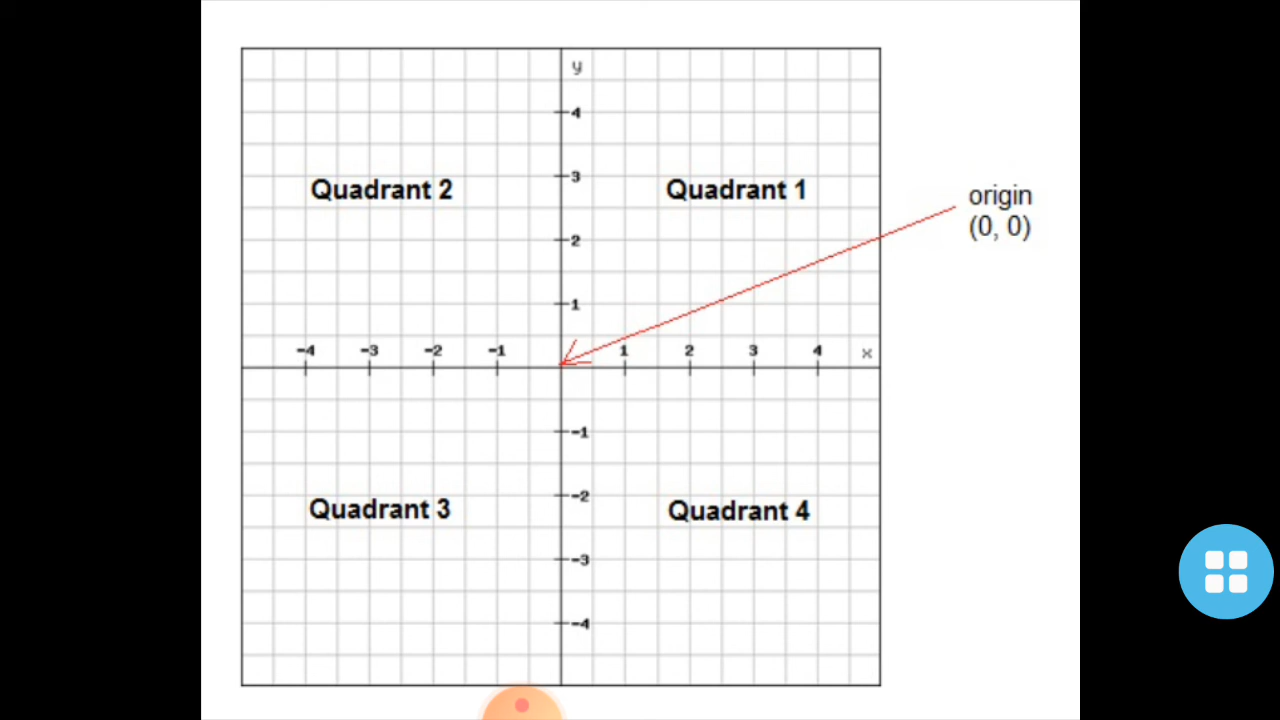 y
4
Quadrant 2
3
Quadrant 1
origin
(0, 0)
2
1
-4 -3 -2 -1 1 2 3 4 x
-1
-2
Quadrant 3
Quadrant 4
-3
-4